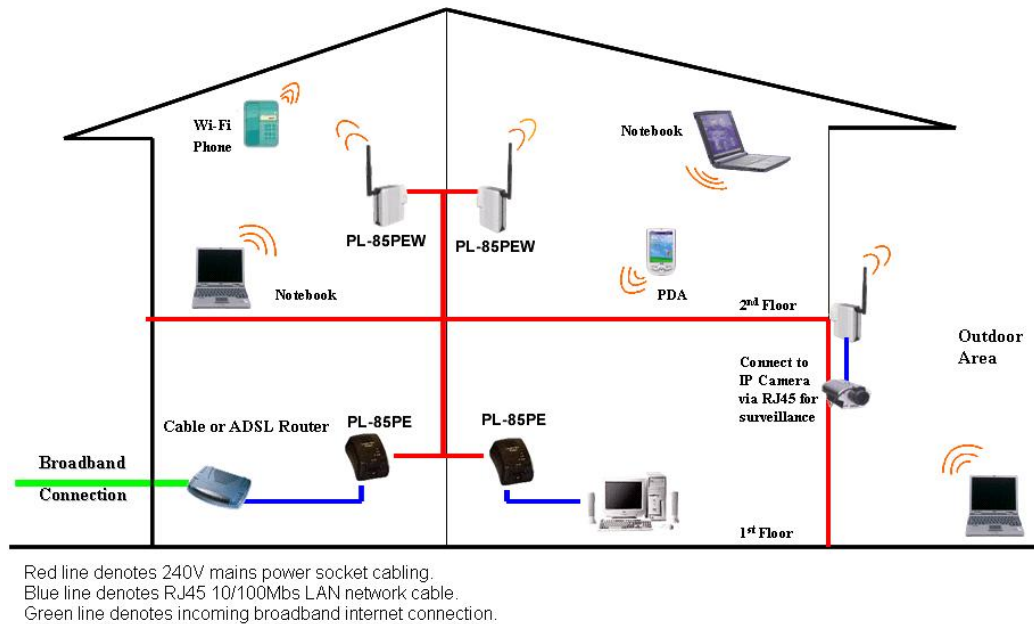 Wi-Fi
Phone
Notebook
PL-85PEW
PL-85PEW
Notebook
PDA
2nd Floor
Outdoor
Area
Connect to
IP Camera
via RJ45 for
surveillance
Cable or ADSL Router
PL-85PE
PL-85PE
Broadband
Connection
1st Floor
Red line denotes 240V mains power socket cabling.
Blue line denotes RJ45 10/100Mbs LAN network cable.
Green line denotes incoming broadband internet connection.